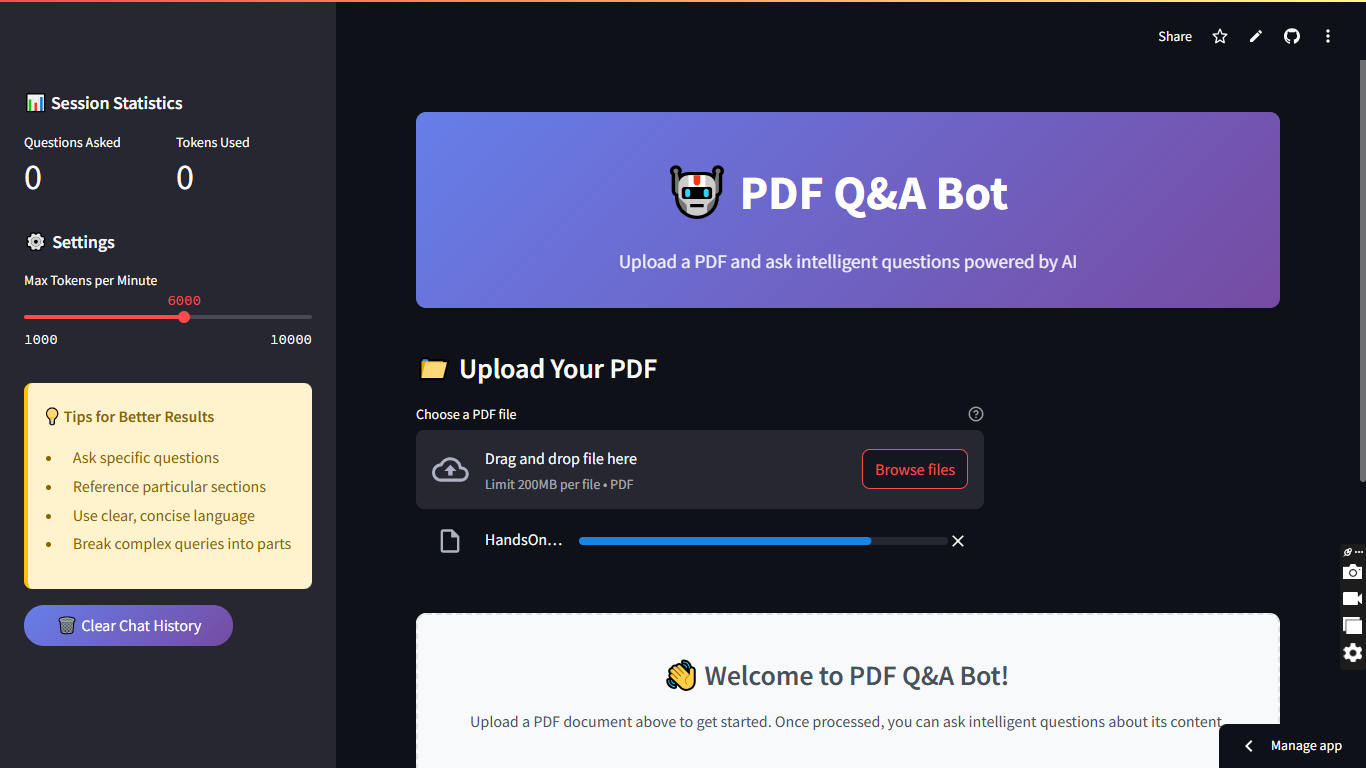 Share
Session Statistics
Questions Asked
Tokens Used
0
0
Settings
Max Tokens per Minute
6000
1000
10000
Tips for Better Results
• Ask specific questions
• Reference particular sections
• Use clear, concise language
• Break complex queries into parts
Clear Chat History
PDF Q&A Bot
Upload a PDF and ask intelligent questions powered by AI
Upload Your PDF
Choose a PDF file
Drag and drop file here
Limit 200MB per file • PDF
Browse files
HandsOn...
Welcome to PDF Q&A Bot!
Upload a PDF document above to get started. Once processed, you can ask intelligent questions about its content
Manage app